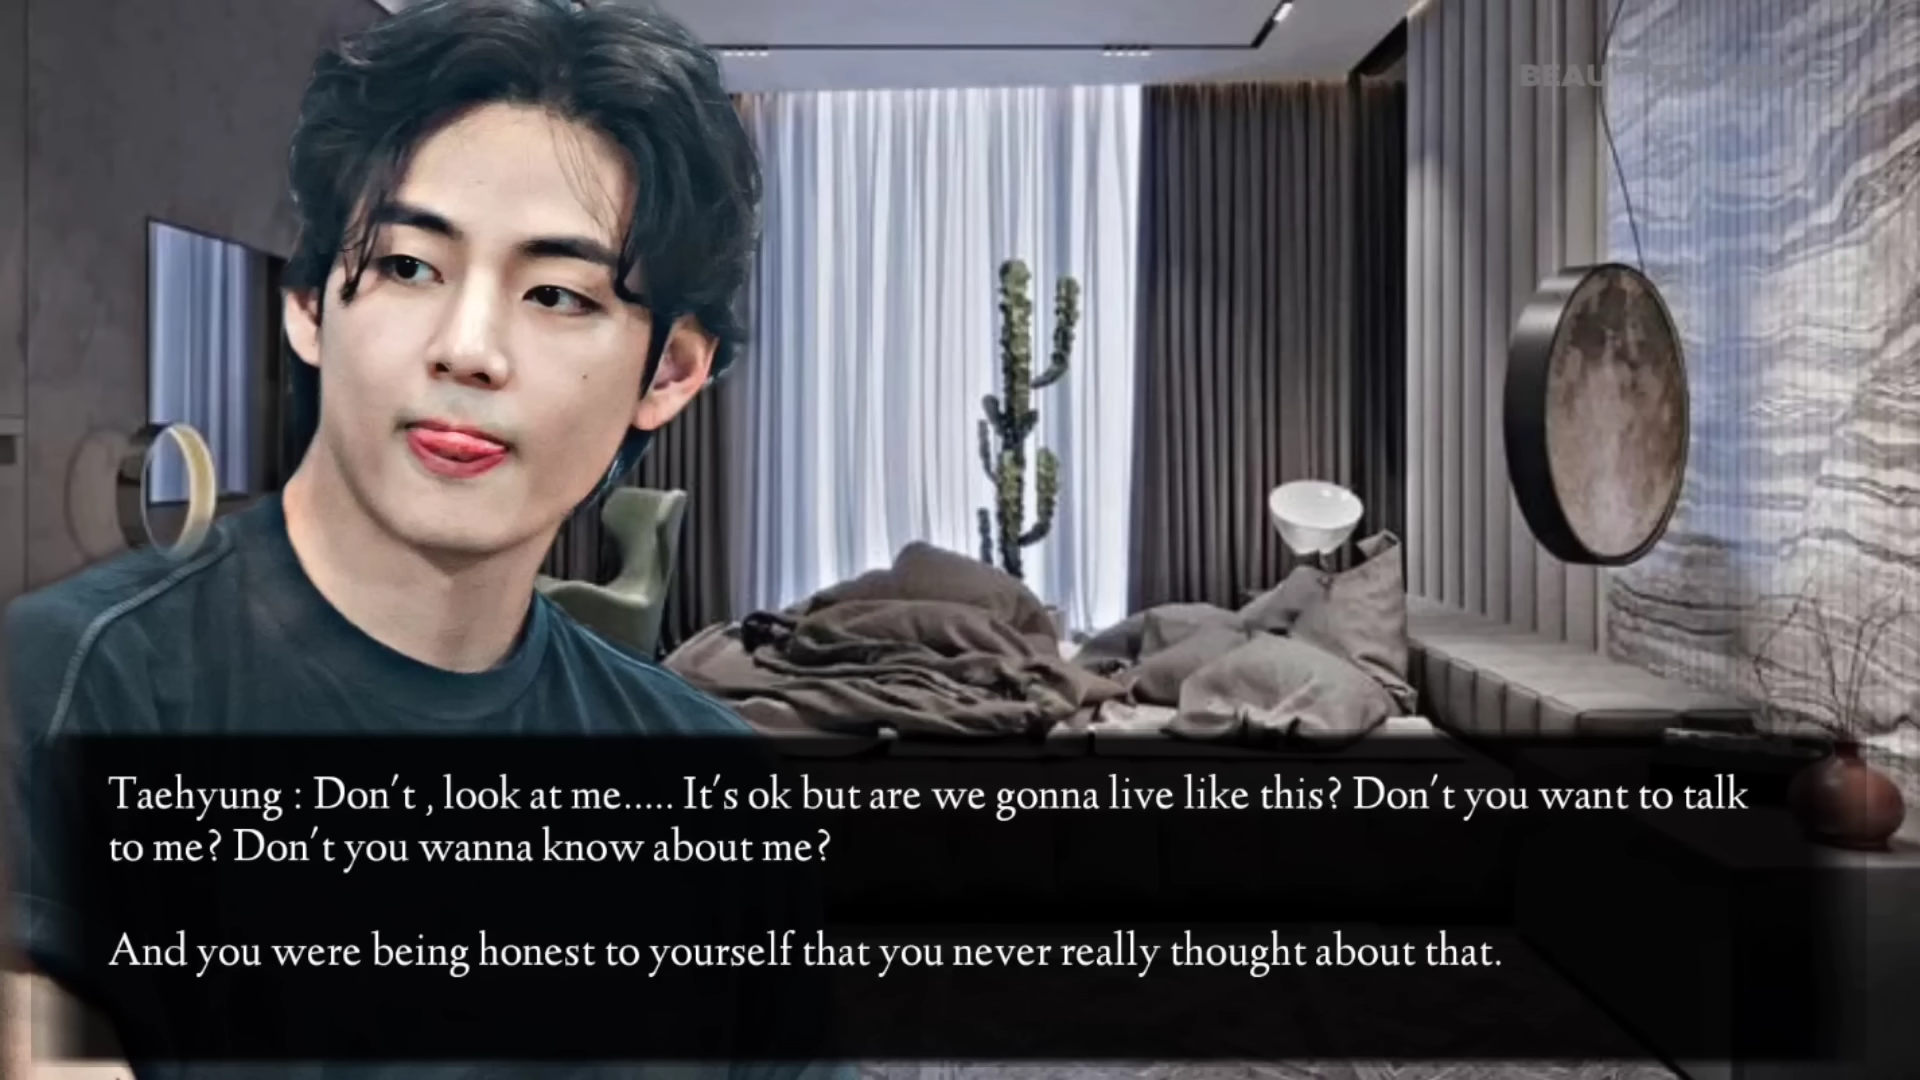 Taehyung : Don't , look at me..... It's ok but are we gonna live like this? Don't you want to talk
to me? Don't you wanna know about me?
And you were being honest to yourself that you never really thought about that.